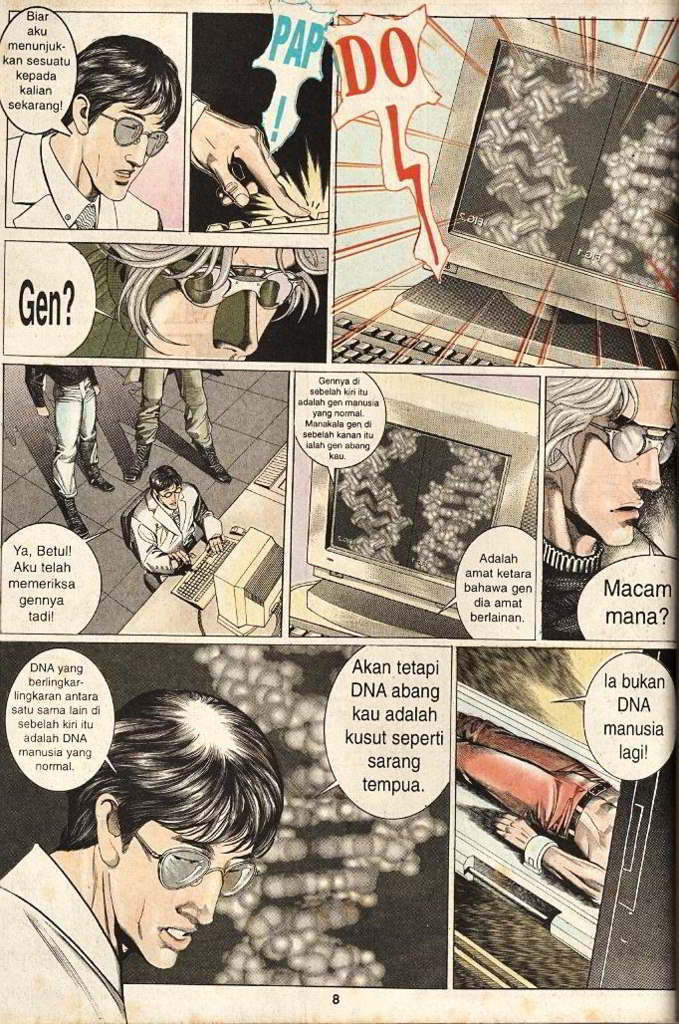 Biar
aku
menunjuk-
kan sesuatu
kepada
kalian
sekarang!
PAP
!
DO
Gen?
Ya, Betul!
Aku telah
memeriksa
gennya
tadi!
Gennya di
sebelah kiri itu
adalah gen manusia
yang normal.
Manakala gen di
sebelah kanan itu
ialah gen abang
kau.
Adalah
amat ketara
bahawa gen
dia amat
berlainan.
Macam
mana?
DNA yang
berlingkar-
lingkaran antara
satu sama lain di
sebelah kiri itu
adalah DNA
manusia yang
normal.
Akan tetapi
DNA abang
kau adalah
kusut seperti
sarang
tempua.
Ia bukan
DNA
manusia
lagi!
8